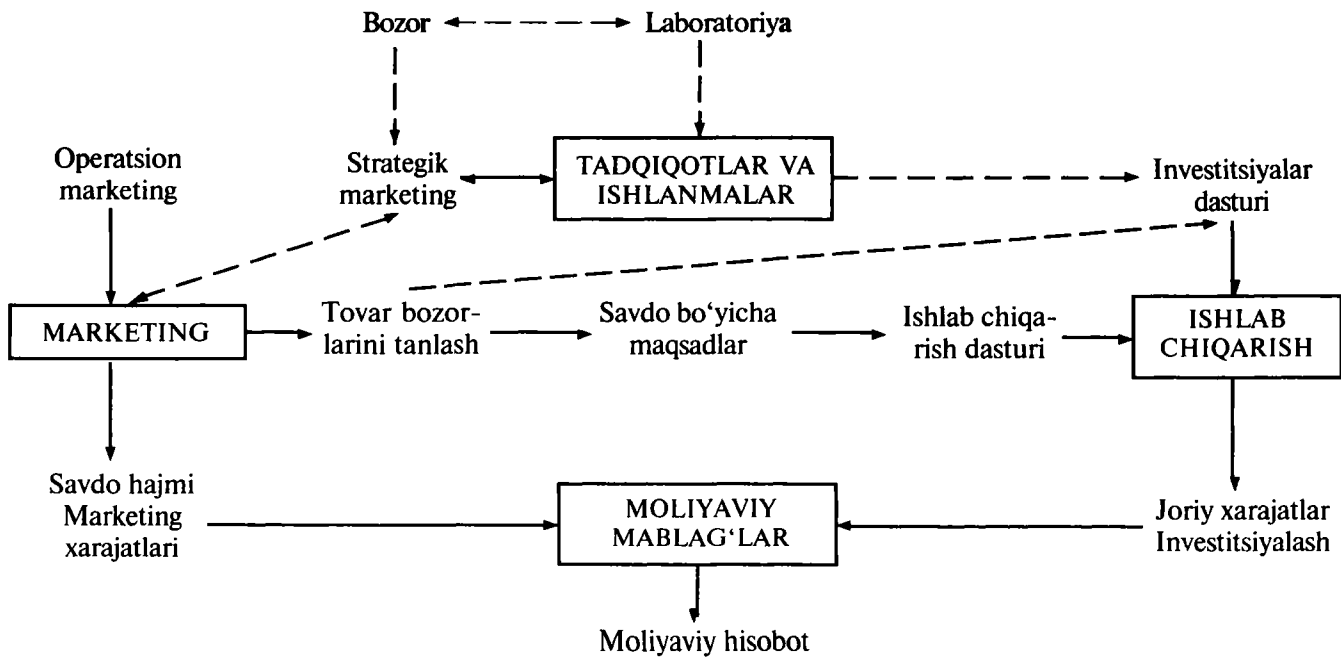 Bozor
Laboratoriya
Operatsion
marketing
Strategik
marketing
TADQIQOTLAR VA
ISHLANMALAR
Investitsiyalar
dasturi
MARKETING
Tovar bozor-
larini tanlash
Savdo bo‘yicha
maqsadlar
Ishlab chiqa-
rish dasturi
ISHLAB
CHIQARISH
Savdo hajmi
Marketing
xarajatlari
MOLIYAVIY
MABLAG‘LAR
Joriy xarajatlar
Investitsiyalash
Moliyaviy hisobot